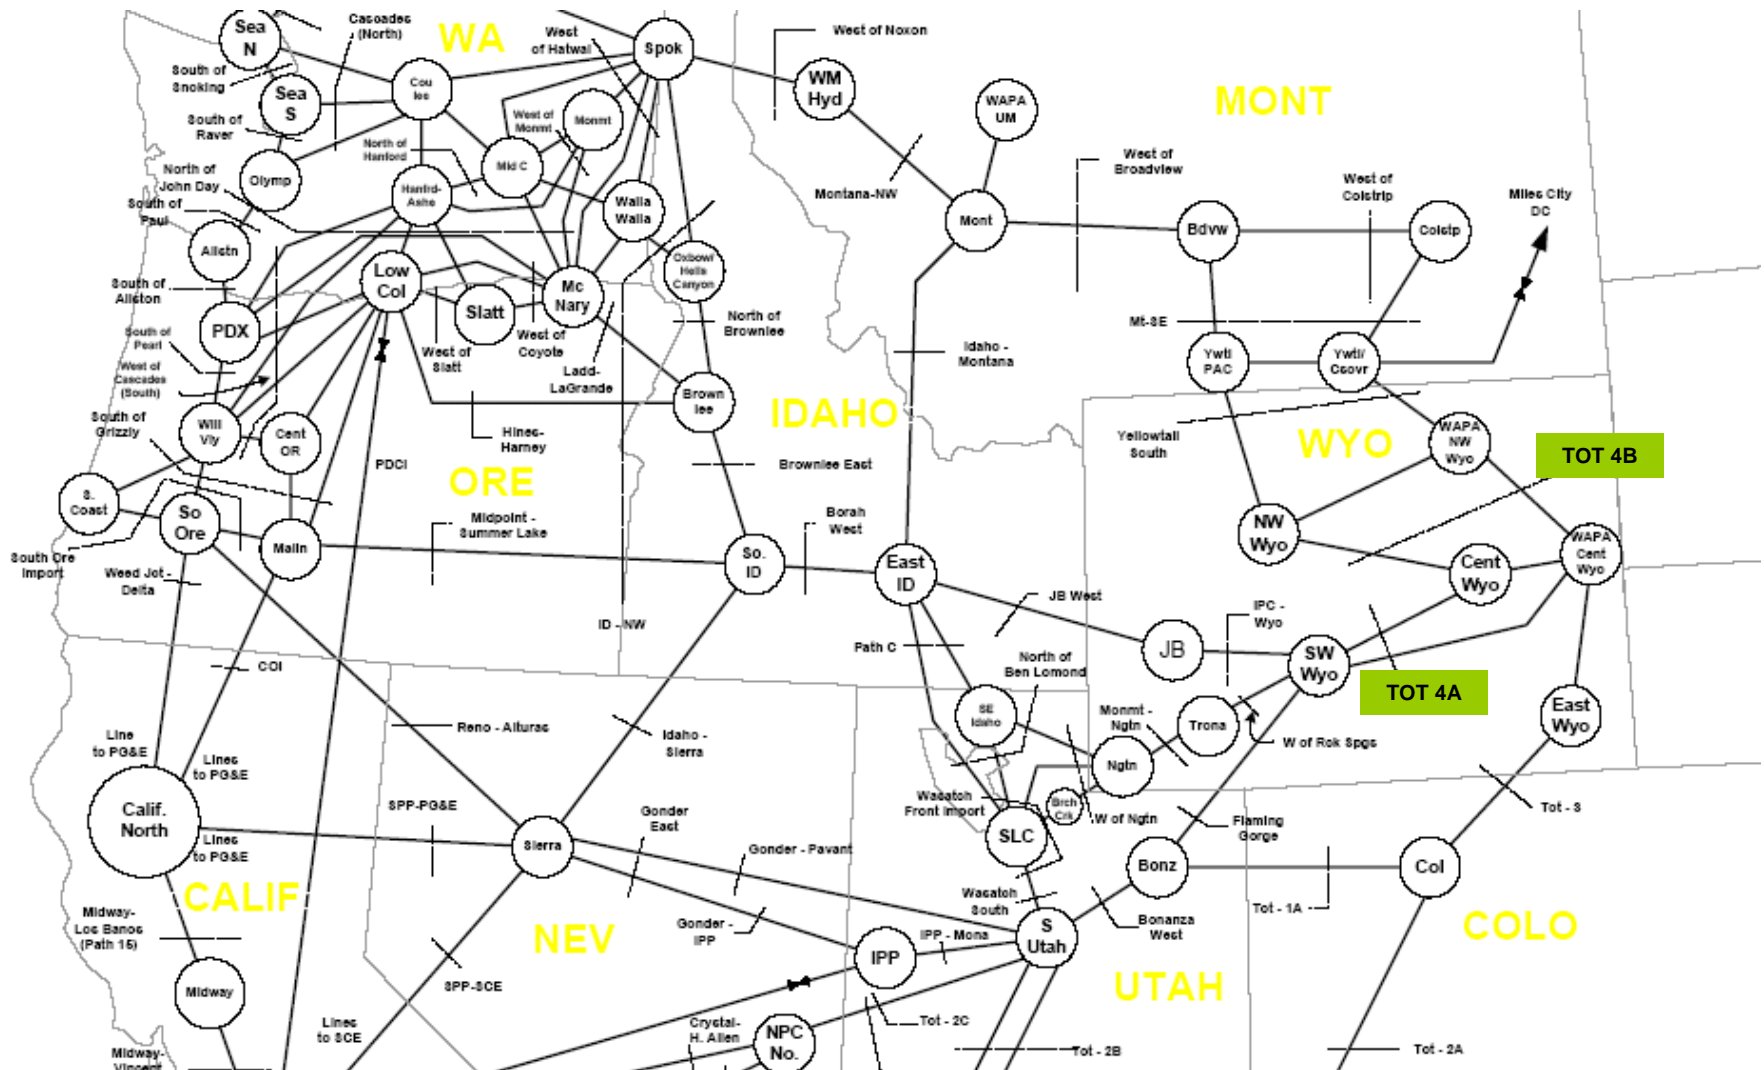 Sea
N
Cascades
(North)
WA
West
of Hatwai
Spok
West of Noxon
South of
Snoking
Cou
lee
WM
Hyd
WAPA
UM
MONT
Sea
S
South of
Raver
West of
Monmt
Monmt
North of
Hanford
Mid C
West of
Broadview
North of
John Day
Olymp
Hanfrd-
Ashe
Montana-NW
West of
Colstrip
Miles City
DC
South of
Paul
Walla
Walla
Mont
Bdvw
Colstp
Allstn
Oxbow/
Hells
Canyon
Low
Col
Mc
Nary
South of
Allston
Slatt
PDX
North of
Brownlee
Mt-SE
South of
Pearl
West of
Slatt
West of
Coyote
Idaho -
Montana
Ywtl
PAC
Ywtl/
Csovr
West of
Cascades
(South)
Ladd-
LaGrande
Brown
lee
IDAHO
South of
Grizzly
Will
Vly
Cent
OR
Hines-
Harney
Yellowtail
South
WYO
WAPA
NW
Wyo
TOT 4B
PDCI
ORE
Brownlee East
S.
Coast
So
Ore
Midpoint -
Summer Lake
Borah
West
NW
Wyo
Malin
So.
ID
East
ID
WAPA
Cent
Wyo
South Ore
Import
Weed Jct -
Delta
Cent
Wyo
JB West
IPC -
Wyo
ID - NW
Path C
JB
SW
Wyo
COI
North of
Ben Lomond
TOT 4A
SE
Idaho
Monmt -
Ngtn
Trona
East
Wyo
Reno - Alturas
Idaho -
Sierra
W of Rck Spgs
Line
to PG&E
Lines
to PG&E
Ngtn
SPP-PG&E
Gonder
East
Wasatch
Front Import
Brch
Crk
W of Ngtn
Flaming
Gorge
Tot - 3
Calif.
North
Lines
to PG&E
Sierra
Gonder - Pavant
SLC
Bonz
Col
CALIF
Wasatch
South
Tot - 1A
Midway-
Los Banos
(Path 15)
NEV
Gonder -
IPP
IPP - Mona
S
Utah
Bonanza
West
COLO
IPP
Midway
SPP-SCE
UTAH
Lines
to SCE
Crystal-
H. Allen
NPC
No.
Tot - 2C
Tot - 2B
Tot - 2A
Midway-
Vincent